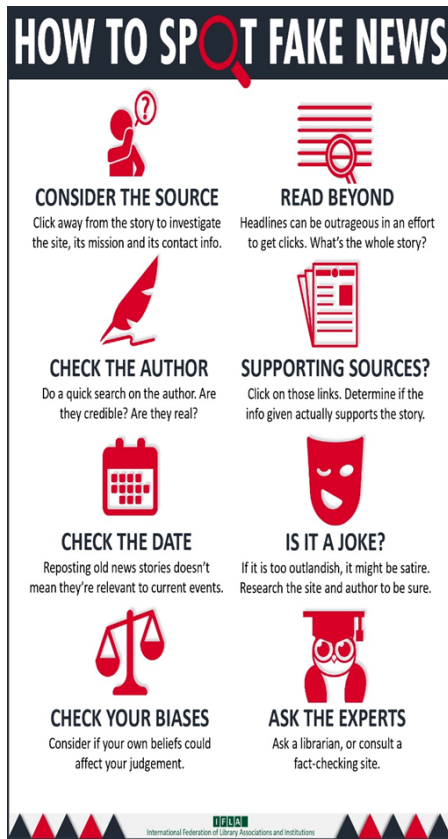 HOW TO SPOT FAKE NEWS
?
CONSIDER THE SOURCE
Click away from the story to investigate
the site, its mission and its contact info.
READ BEYOND
Headlines can be outrageous in an effort
to get clicks. What's the whole story?
CHECK THE AUTHOR
Do a quick search on the author. Are
they credible? Are they real?
SUPPORTING SOURCES?
Click on those links. Determine if the
info given actually supports the story.
CHECK THE DATE
Reposting old news stories doesn't
mean they're relevant to current events.
IS IT A JOKE?
If it is too outlandish, it might be satire.
Research the site and author to be sure.
CHECK YOUR BIASES
Consider if your own beliefs could
affect your judgement.
ASK THE EXPERTS
Ask a librarian, or consult a
fact-checking site.
IFLA
International Federation of Library Associations and Institutions